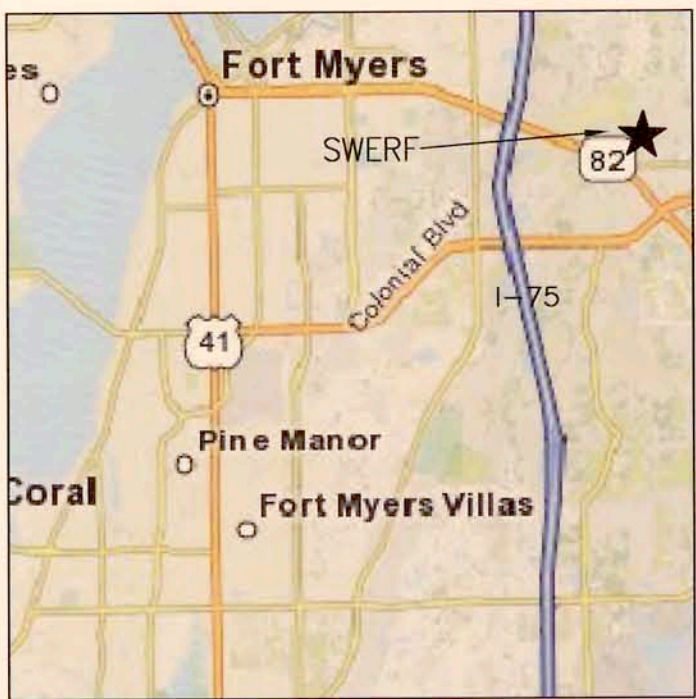 Fort Myers
es
SWERF
82
Colonial Blvd
I-75
41
Pine Manor
Coral
Fort Myers Villas